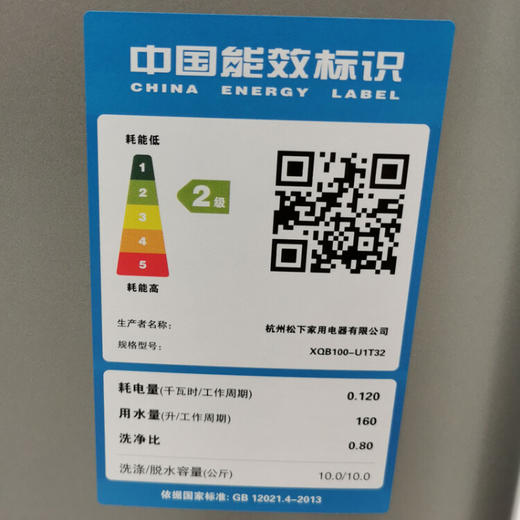 中国能效标识
CHINA ENERGY LABEL
耗能低
1
2
2级
3
4
5
耗能高
生产者名称: 杭州松下家用电器有限公司
规格型号: XQB100-U1T32
耗电量(千瓦时/工作周期) 0.120
用水量(升/工作周期) 160
洗净比 0.80
洗涤/脱水容量(公斤) 10.0/10.0
依据国家标准: GB 12021.4-2013